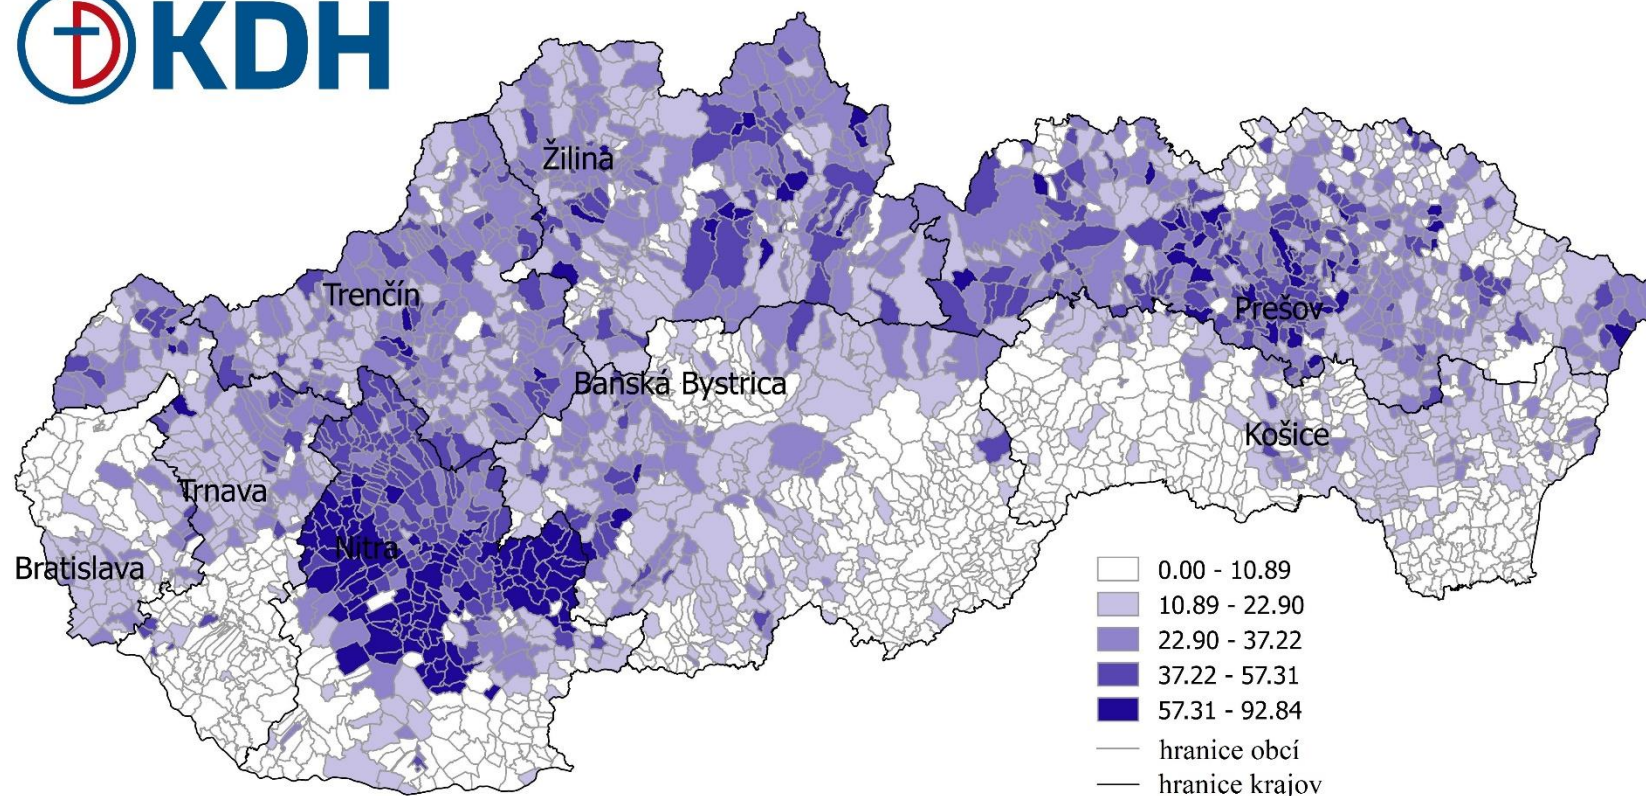 KDH
Žilina
Trenčín
Prešov
Banská Bystrica
Košice
Trnava
Nitra
Bratislava
0.00 - 10.89
10.89 - 22.90
22.90 - 37.22
37.22 - 57.31
57.31 - 92.84
hranice obcí
hranice krajov